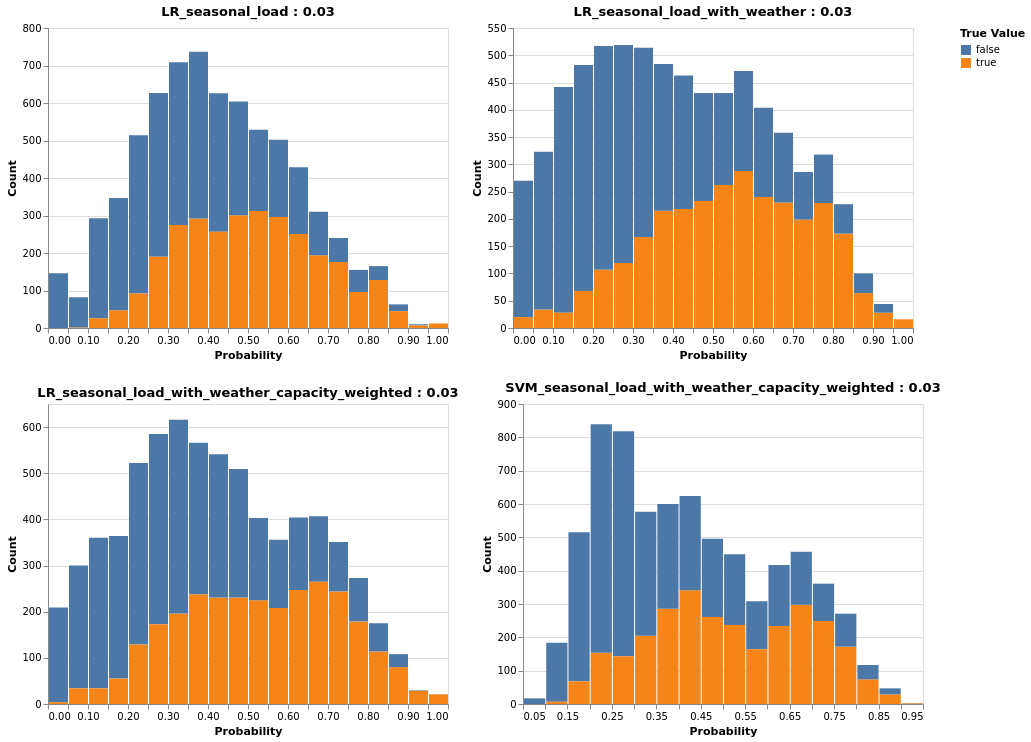 LR_seasonal_load : 0.03
800
700
600
500
400
300
200
100
0
Count
0.00 0.10 0.20 0.30 0.40 0.50 0.60 0.70 0.80 0.90 1.00
Probability
LR_seasonal_load_with_weather : 0.03
550
500
450
400
350
300
250
200
150
100
50
0
Count
0.00 0.10 0.20 0.30 0.40 0.50 0.60 0.70 0.80 0.90 1.00
Probability
True Value
false
true
LR_seasonal_load_with_weather_capacity_weighted : 0.03
600
500
400
300
200
100
0
Count
0.00 0.10 0.20 0.30 0.40 0.50 0.60 0.70 0.80 0.90 1.00
Probability
SVM_seasonal_load_with_weather_capacity_weighted : 0.03
900
800
700
600
500
400
300
200
100
0
Count
0.05 0.15 0.25 0.35 0.45 0.55 0.65 0.75 0.85 0.95
Probability